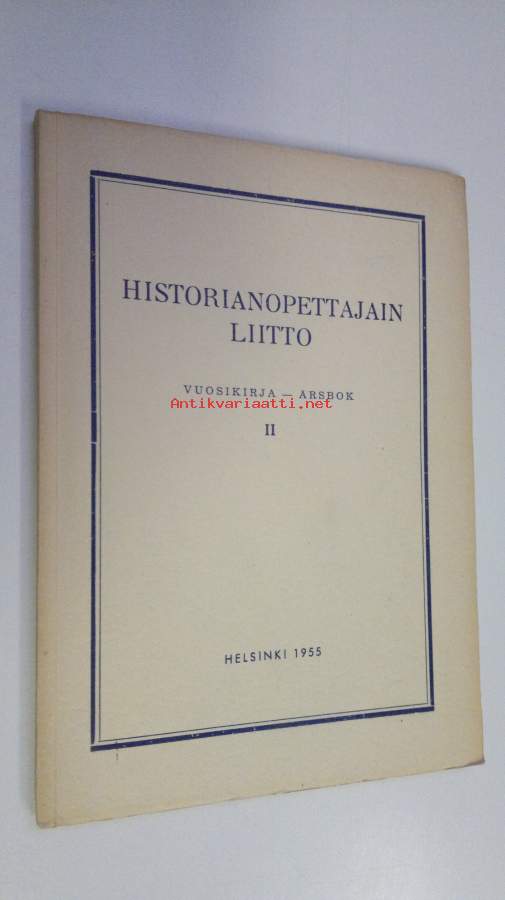 HISTORIANOPETTAJAIN
LIITTO
VUOSIKIRJA — ÅRSBOK
Antikvariaatti.net
II
HELSINKI 1955